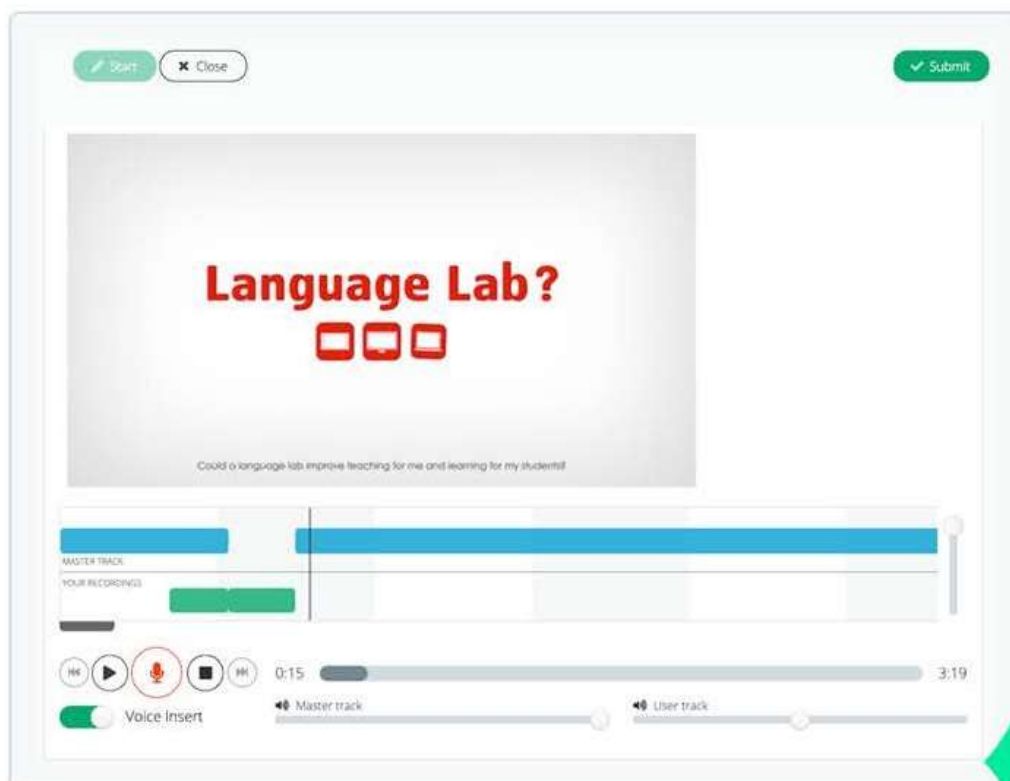 Start
Close
Submit
Language Lab?
Could a language lab improve teaching for me and learning for my students?
MASTER TRACK
YOUR RECORDINGS
0:15
3:19
Master track
User track
Voice Insert